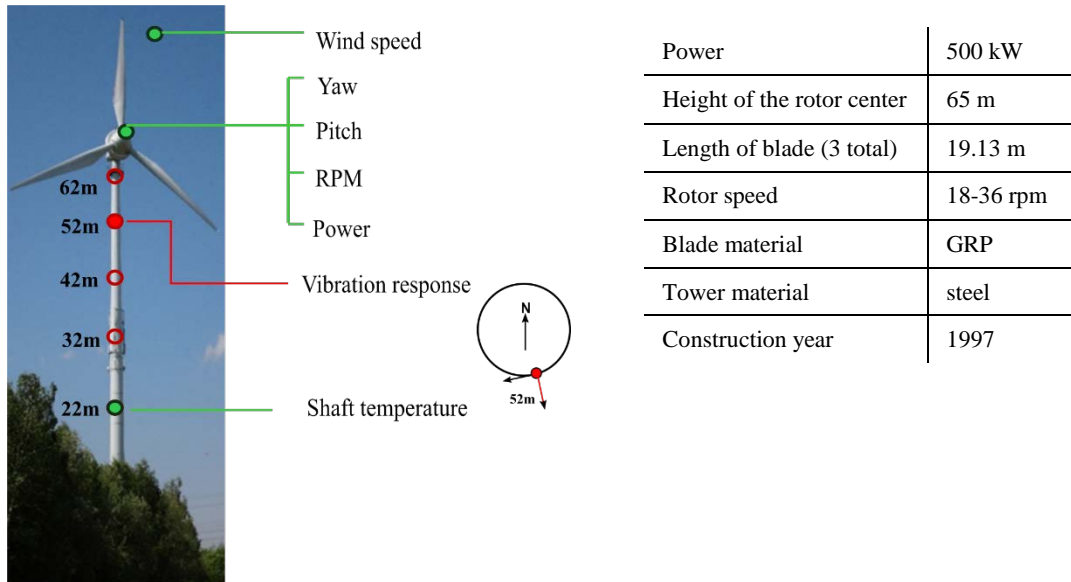 Wind speed
Yaw
Pitch
RPM
Power
62m
52m
Vibration response
42m
32m
22m
Shaft temperature
N
52m
Power 500 kW
Height of the rotor center 65 m
Length of blade (3 total) 19.13 m
Rotor speed 18-36 rpm
Blade material GRP
Tower material steel
Construction year 1997